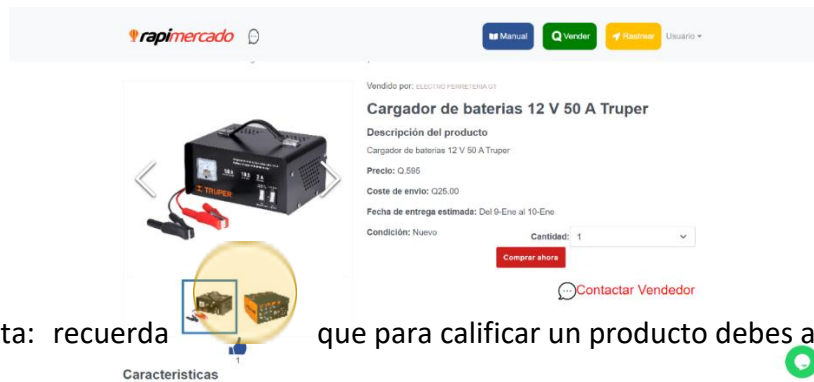 rapimercado
Manual
Vender
Rastrear
Usuario
Vendido por: ELECTRO FERRETERIA GT
Cargador de baterias 12 V 50 A Truper
Descripción del producto
Cargador de baterias 12 V 50 A Truper
Precio: Q.595
Coste de envio: Q25.00
Fecha de entrega estimada: Del 9-Ene al 10-Ene
Condición: Nuevo
Cantidad: 1
Comprar ahora
TRUPER
Contactar Vendedor
ta: recuerda que para calificar un producto debes a
1
Caracteristicas